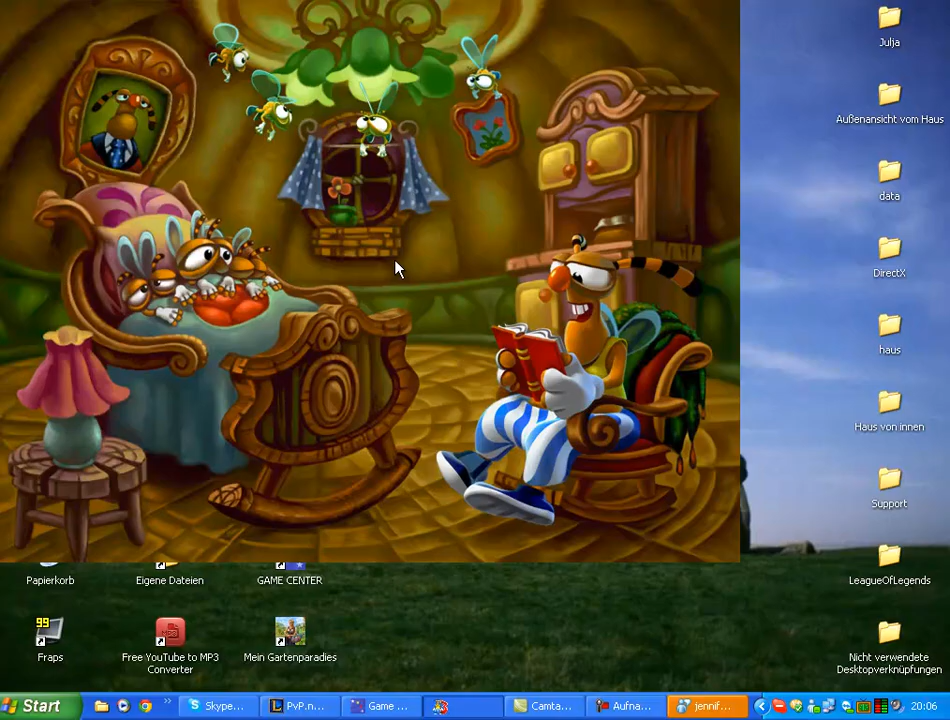 Julja
Außenansicht vom Haus
data
DirectX
haus
Haus von innen
Support
LeagueOfLegends
Nicht verwendete
Desktopverknüpfungen
Papierkorb
Eigene Dateien
GAME CENTER
99
Fraps
Free YouTube to MP3
Converter
Mein Gartenparadies
Start
Skype...
PvP.n...
Game ...
Camta...
Aufna...
jennif...
20:06